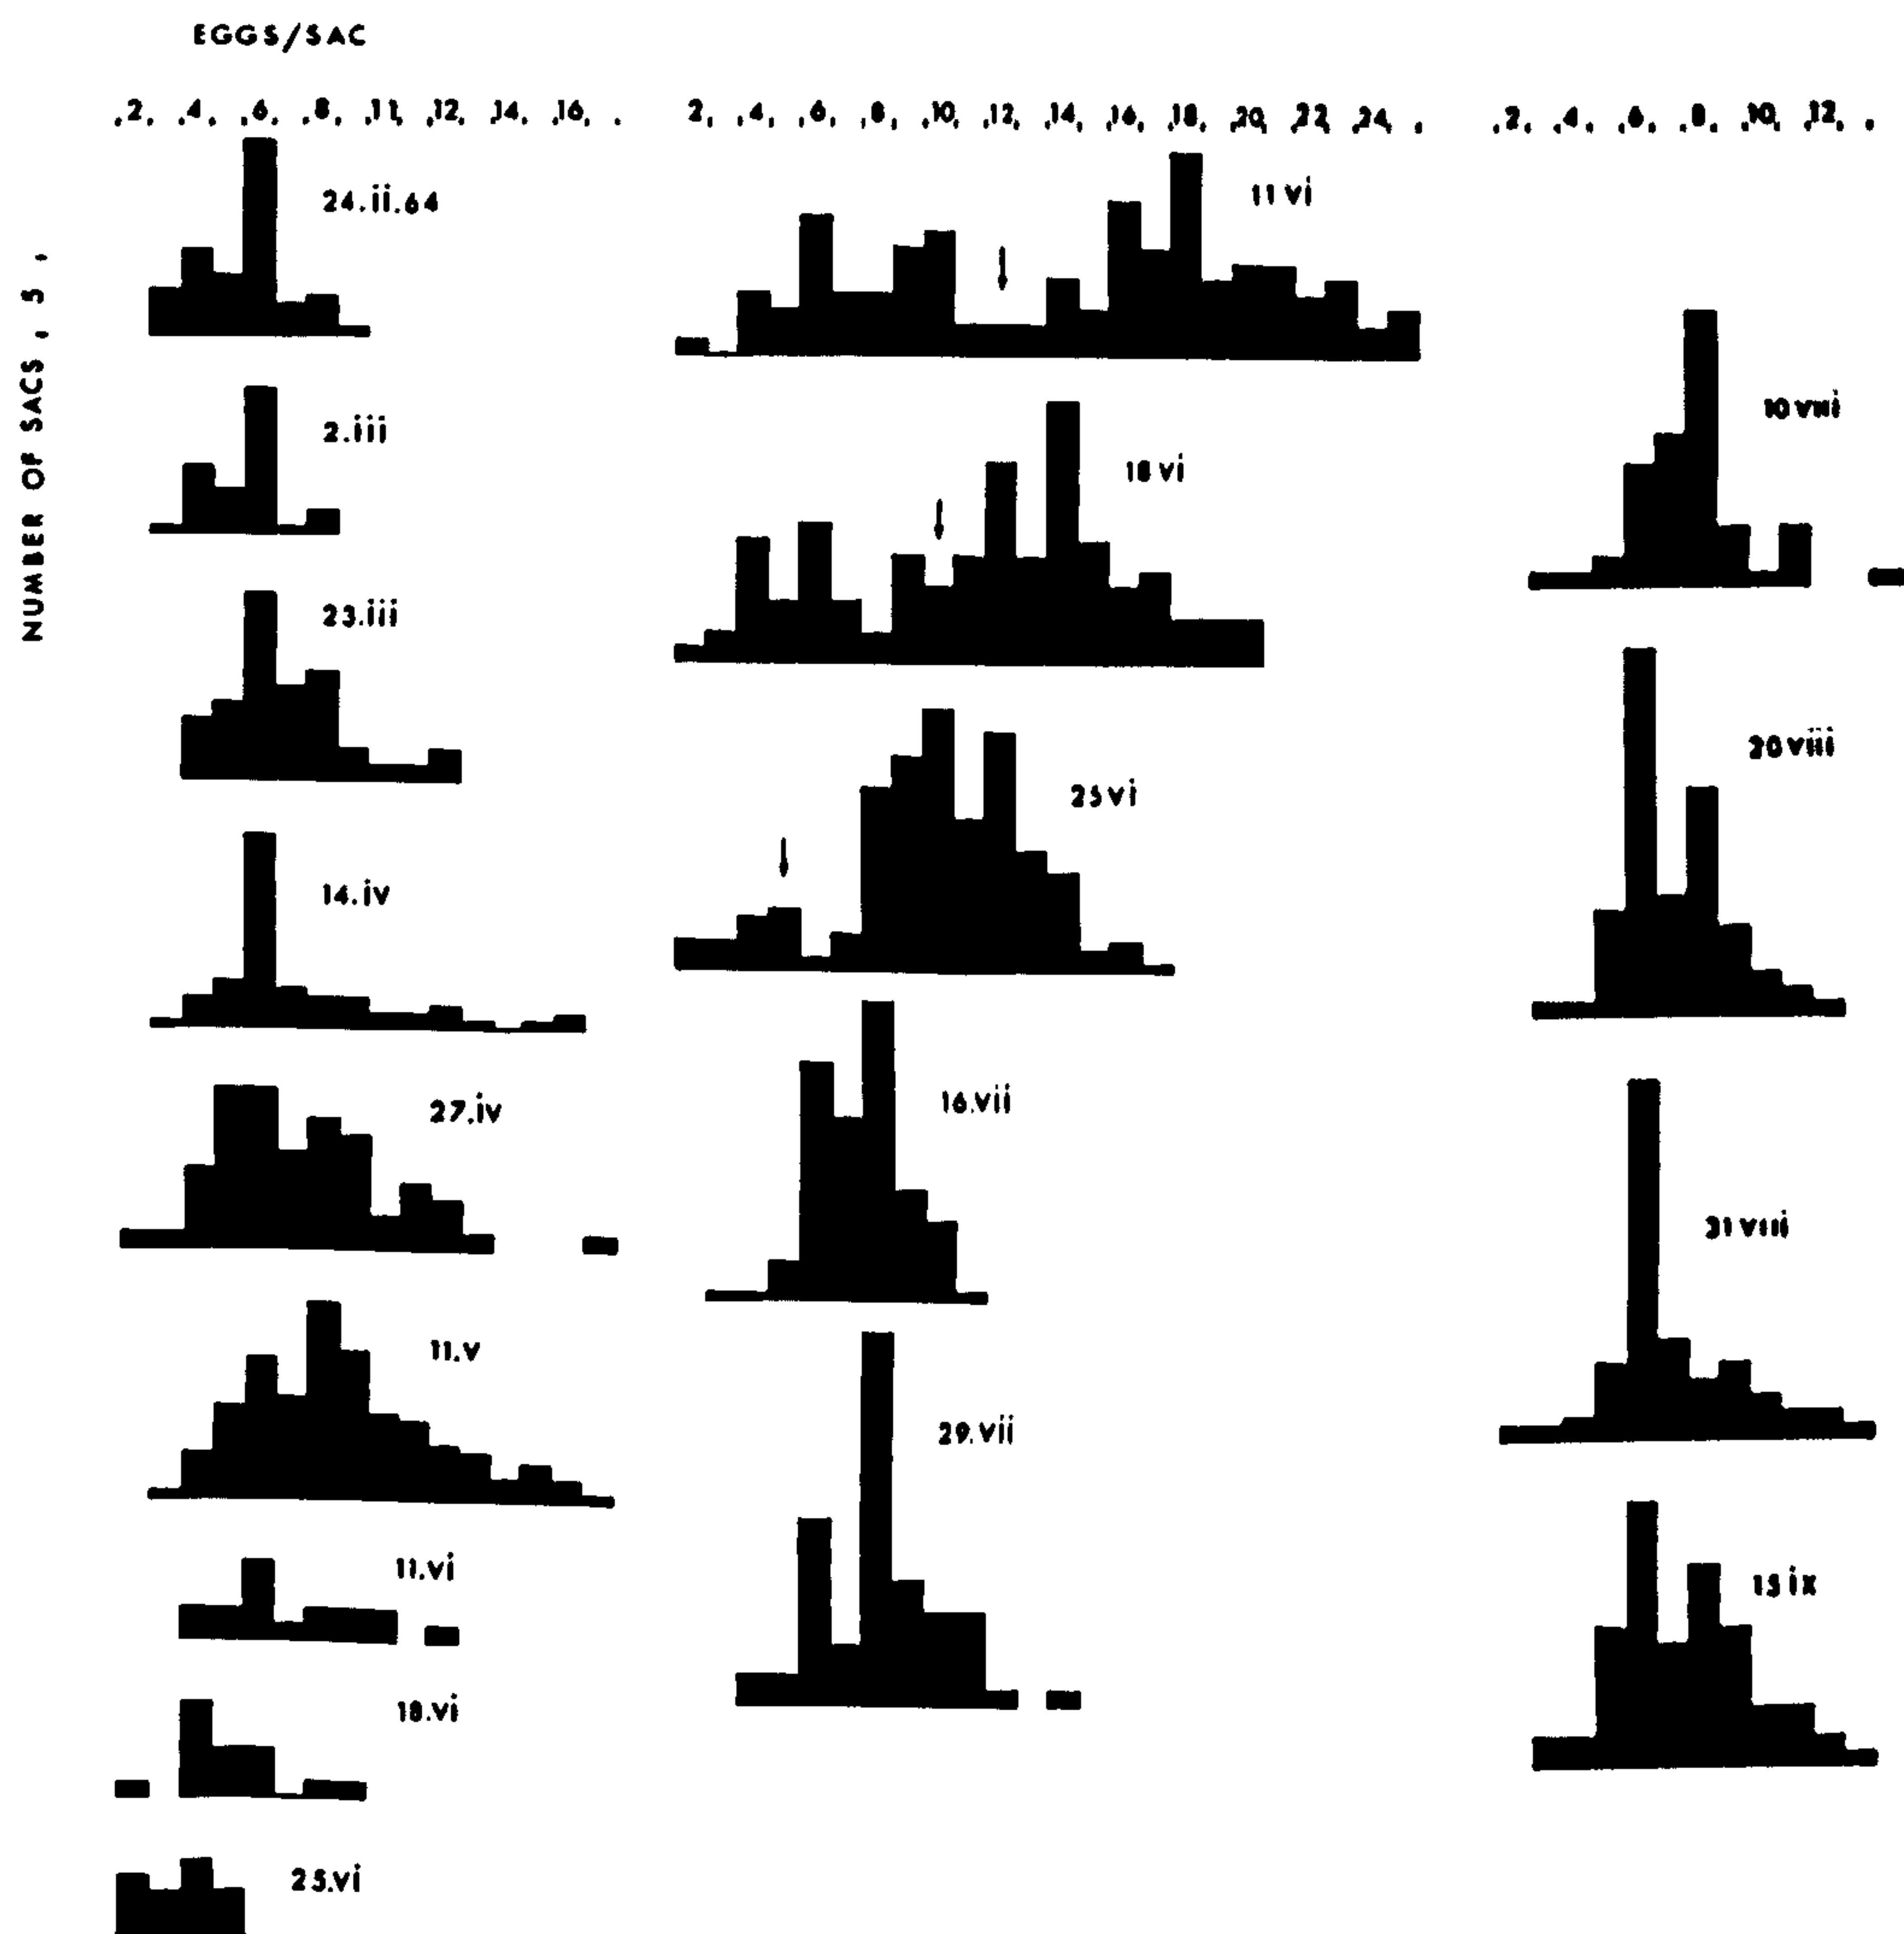 EGGS/SAC
,2, ,4, ,6, ,8, ,11, ,12, ,14, ,16, ,
2, ,4, ,6, ,8, ,10, ,12, ,14, ,16, ,18, ,20, ,22, ,24, ,
,2, ,4, ,6, ,8, ,10, ,12, ,
NUMBER OF SACS , 5 ,
24.ii.64
2.iii
23.iii
14.iv
27.iv
11.v
11.vi
18.vi
25.vi
11 vi
18 vi
25 vi
16.vii
29.vii
10 viii
20 viii
31 viii
15 ix